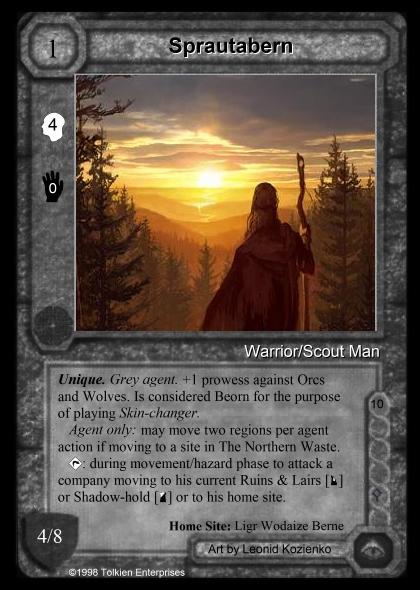 1
Sprautabern
4
0
Warrior/Scout Man
Unique. Grey agent. +1 prowess against Orcs
and Wolves. Is considered Beorn for the purpose
of playing Skin-changer.
Agent only: may move two regions per agent
action if moving to a site in The Northern Waste.
: during movement/hazard phase to attack a
company moving to his current Ruins & Lairs [ ]
or Shadow-hold [ ] or to his home site.
10
Home Site: Ligr Wodaize Berne
4/8
Art by Leonid Kozienko
©1998 Tolkien Enterprises